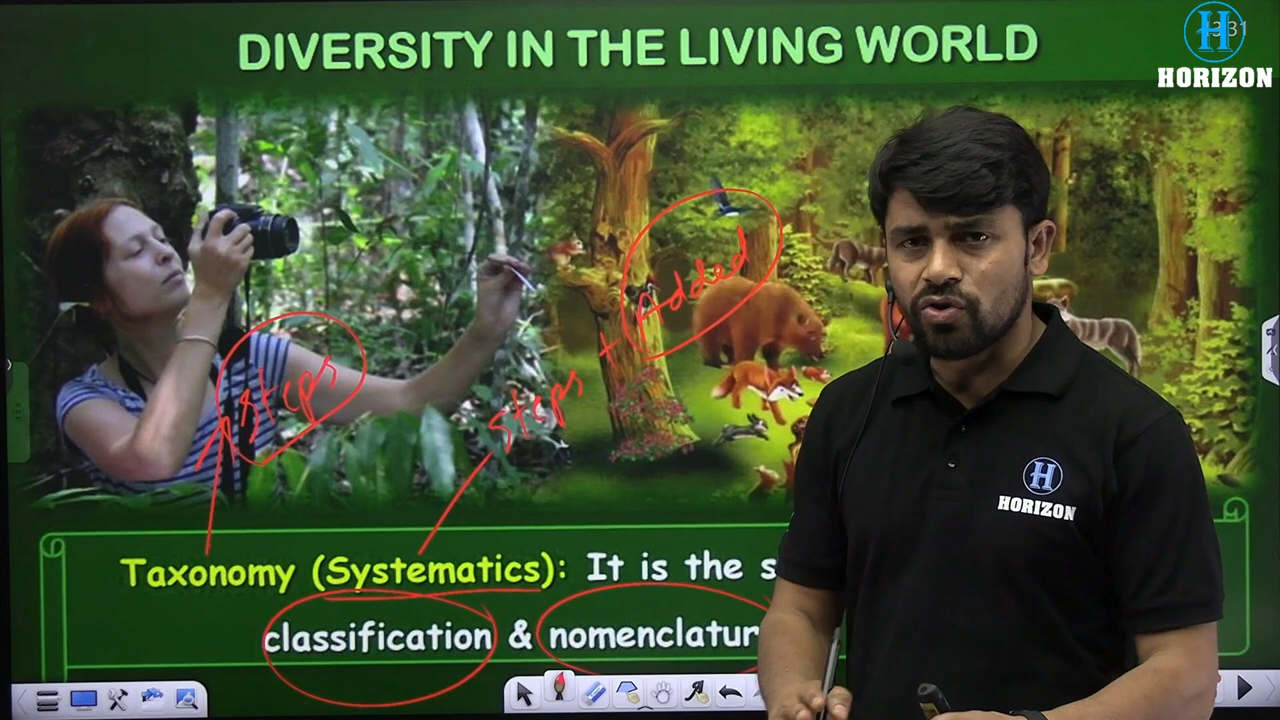 DIVERSITY IN THE LIVING WORLD
H
HORIZON
Added
+
steps
steps
H
HORIZON
Taxonomy (Systematics): It is the s
classification & nomenclatur